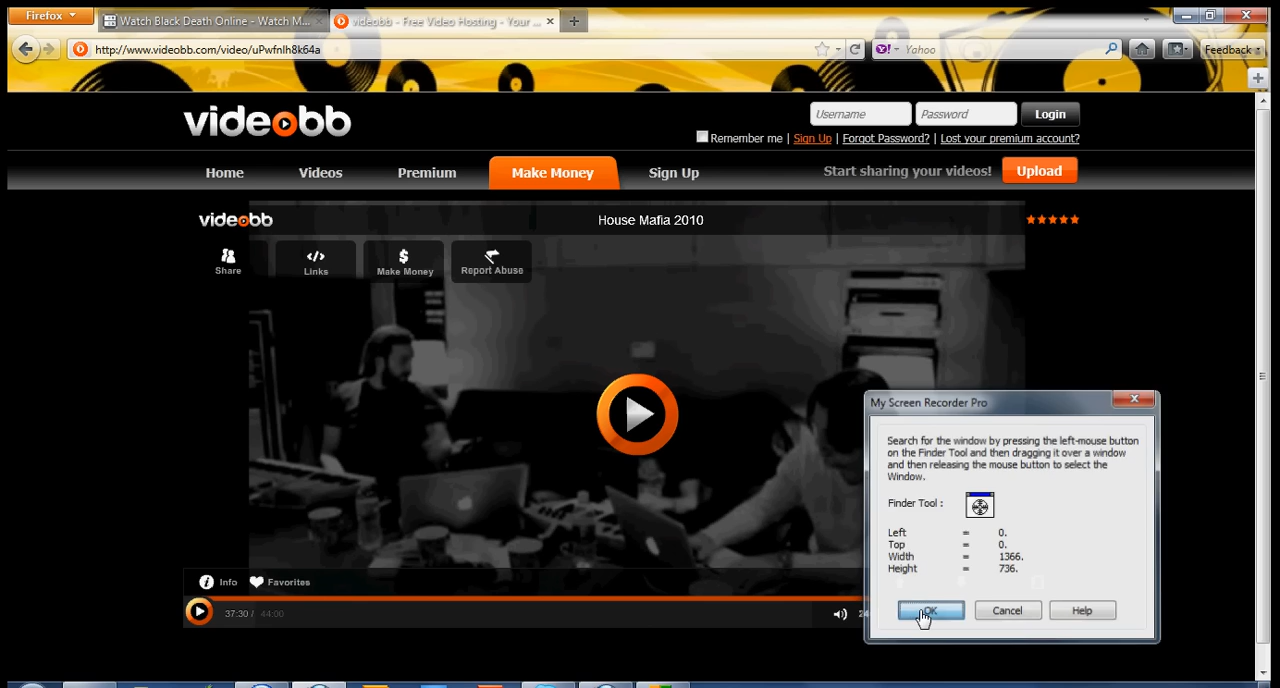 Firefox
Watch Black Death Online - Watch M...
videobb - Free Video Hosting - Your ...
http://www.videobb.com/video/uPwfnIh8k64a
Yahoo
Feedback
videobb
Username
Password
Login
Remember me | Sign Up | Forgot Password? | Lost your premium account?
Home
Videos
Premium
Make Money
Sign Up
Start sharing your videos!
Upload
videobb
House Mafia 2010
Share
Links
Make Money
Report Abuse
My Screen Recorder Pro
Search for the window by pressing the left-mouse button
on the Finder Tool and then dragging it over a window
and then releasing the mouse button to select the
Window.
Finder Tool :
Left = 0.
Top = 0.
Width = 1366.
Height = 736.
OK
Cancel
Help
Info
Favorites
37:30 / 44:00